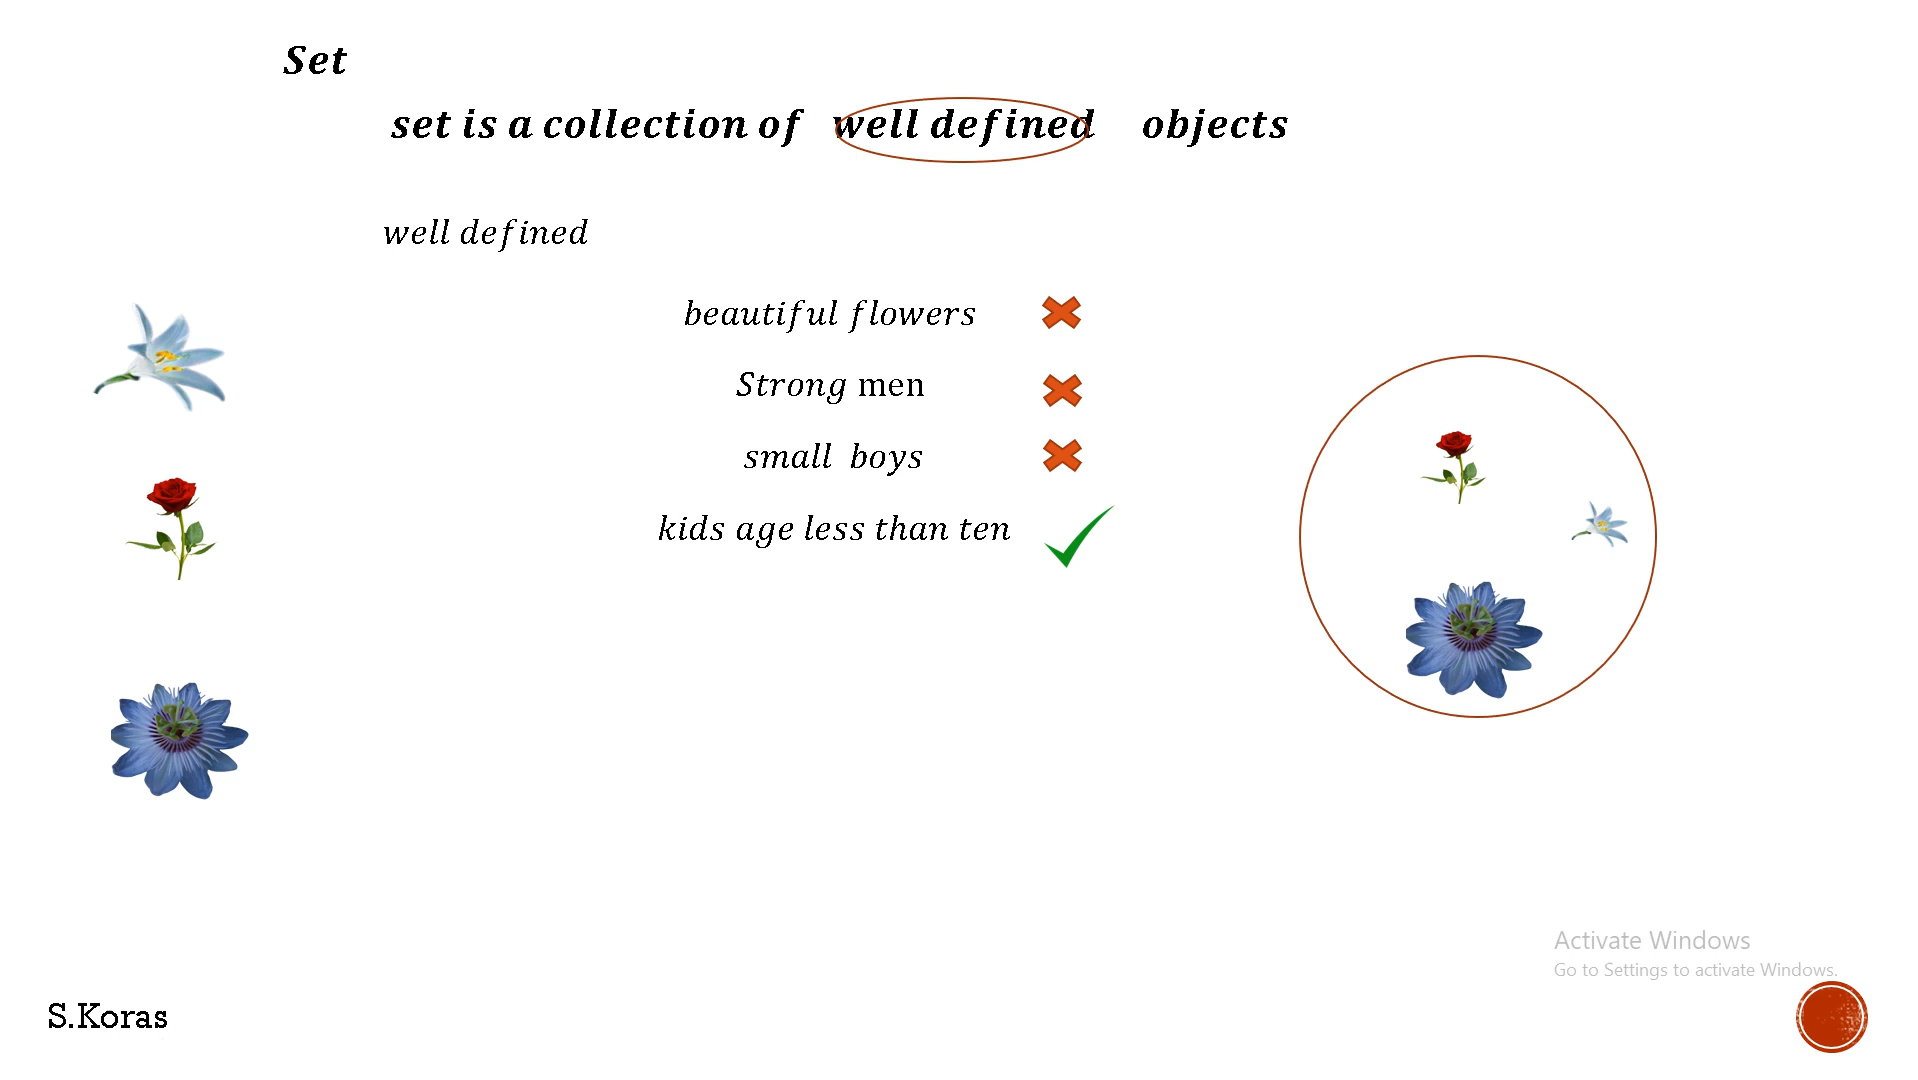 Set
set is a collection of well defined objects
well defined
beautiful flowers
Strong men
small boys
kids age less than ten
Activate Windows
Go to Settings to activate Windows.
S.Koras